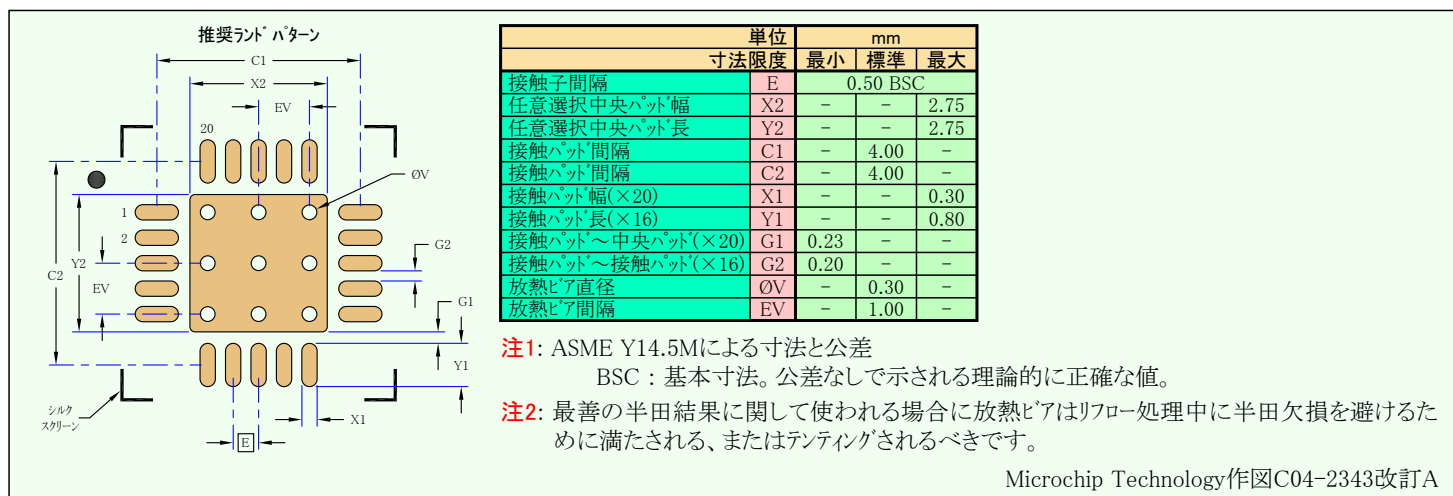 推奨ランド パターン
C1
X2
EV
20
ØV
1
2
G2
C2
Y2
EV
G1
Y1
シルク
スクリーン
X1
E
単位 mm
寸法限度 最小 標準 最大
接触子間隔 E 0.50 BSC
任意選択中央パッド幅 X2 - - 2.75
任意選択中央パッド長 Y2 - - 2.75
接触パッド間隔 C1 - 4.00 -
接触パッド間隔 C2 - 4.00 -
接触パッド幅(×20) X1 - - 0.30
接触パッド長(×16) Y1 - - 0.80
接触パッド～中央パッド(×20) G1 0.23 - -
接触パッド～接触パッド(×16) G2 0.20 - -
放熱ビア直径 ØV - 0.30 -
放熱ビア間隔 EV - 1.00 -
注1: ASME Y14.5Mによる寸法と公差
BSC : 基本寸法。公差なしで示される理論的に正確な値。
注2: 最善の半田結果に関して使われる場合に放熱ビアはリフロー処理中に半田欠損を避けるた
めに満たされる、またはテンティングされるべきです。
Microchip Technology作図C04-2343改訂A